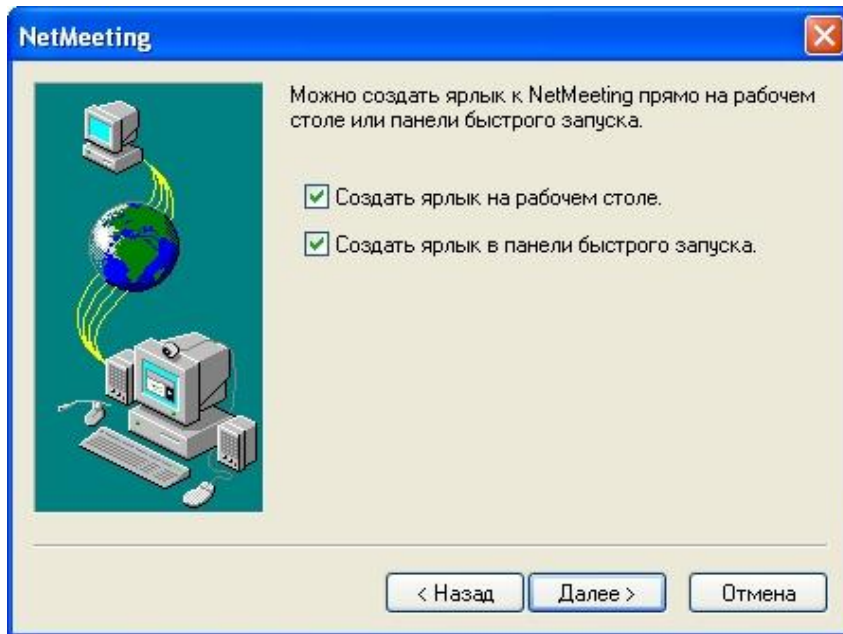 NetMeeting
Можно создать ярлык к NetMeeting прямо на рабочем
столе или панели быстрого запуска.
Создать ярлык на рабочем столе.
Создать ярлык в панели быстрого запуска.
< Назад
Далее >
Отмена